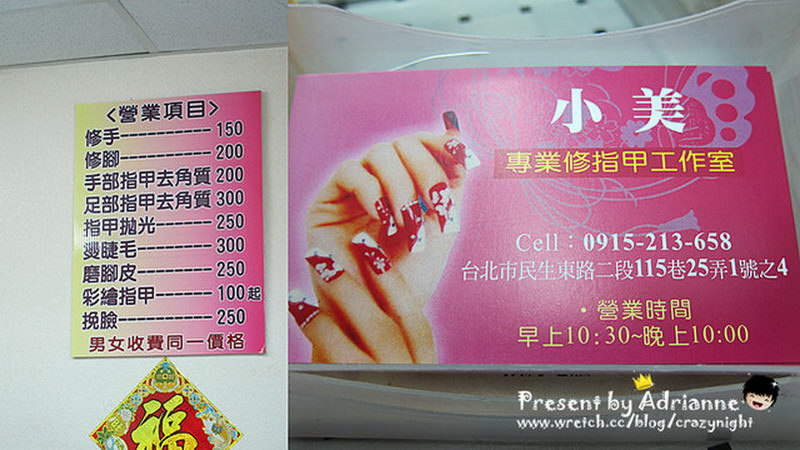 <營業項目>
修手----------150
修腳----------200
手部指甲去角質200
足部指甲去角質300
指甲拋光------250
燙睫毛--------300
磨腳皮--------250
彩繪指甲------100起
挽臉----------250
男女收費同一價格
福
小美
專業修指甲工作室
Cell：0915-213-658
台北市民生東路二段115巷25弄1號之4
·營業時間
早上10:30~晚上10:00
Present by Adrianne
www.wretch.cc/blog/crazynight